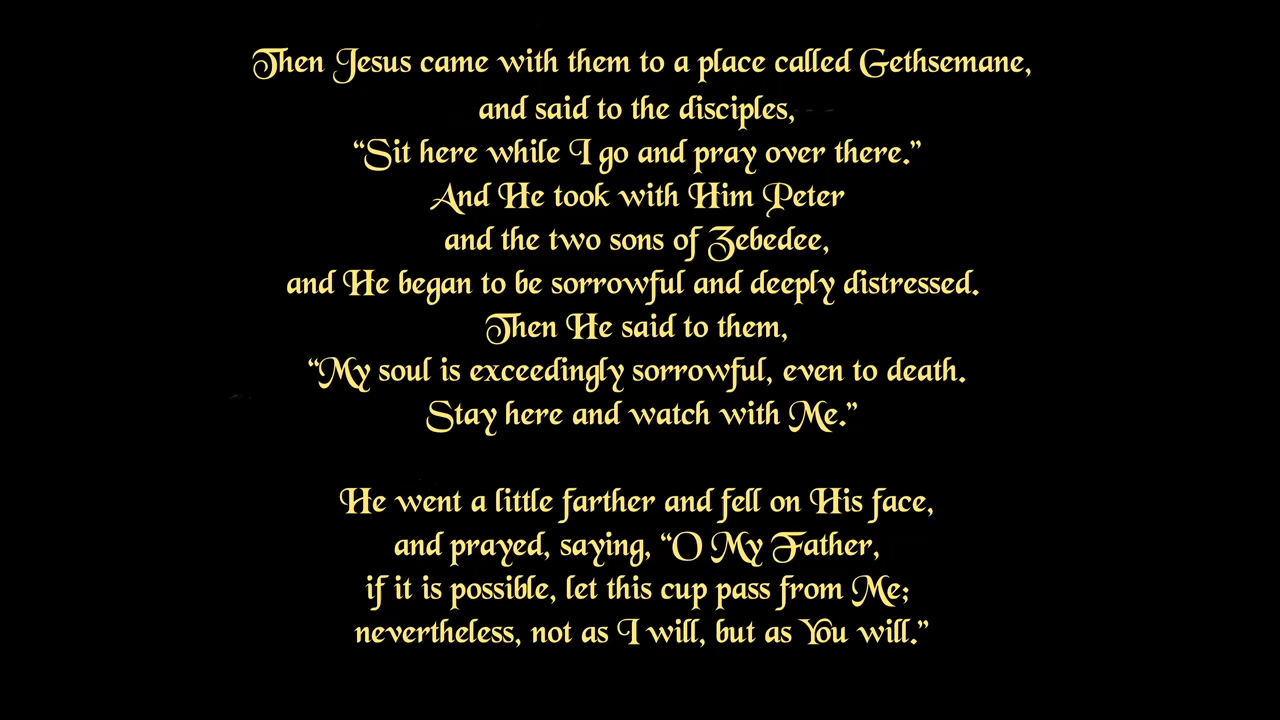 Then Jesus came with them to a place called Gethsemane,
and said to the disciples,
“Sit here while I go and pray over there.”
And He took with Him Peter
and the two sons of Zebedee,
and He began to be sorrowful and deeply distressed.
Then He said to them,
“My soul is exceedingly sorrowful, even to death.
Stay here and watch with Me.”
He went a little farther and fell on His face,
and prayed, saying, “O My Father,
if it is possible, let this cup pass from Me;
nevertheless, not as I will, but as You will.”